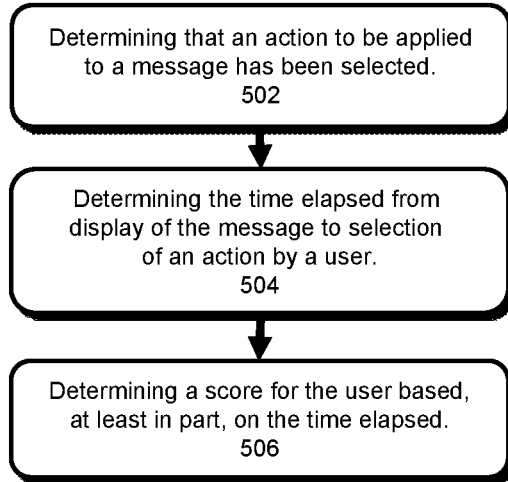 Determining that an action to be applied
to a message has been selected.
502
Determining the time elapsed from
display of the message to selection
of an action by a user.
504
Determining a score for the user based,
at least in part, on the time elapsed.
506